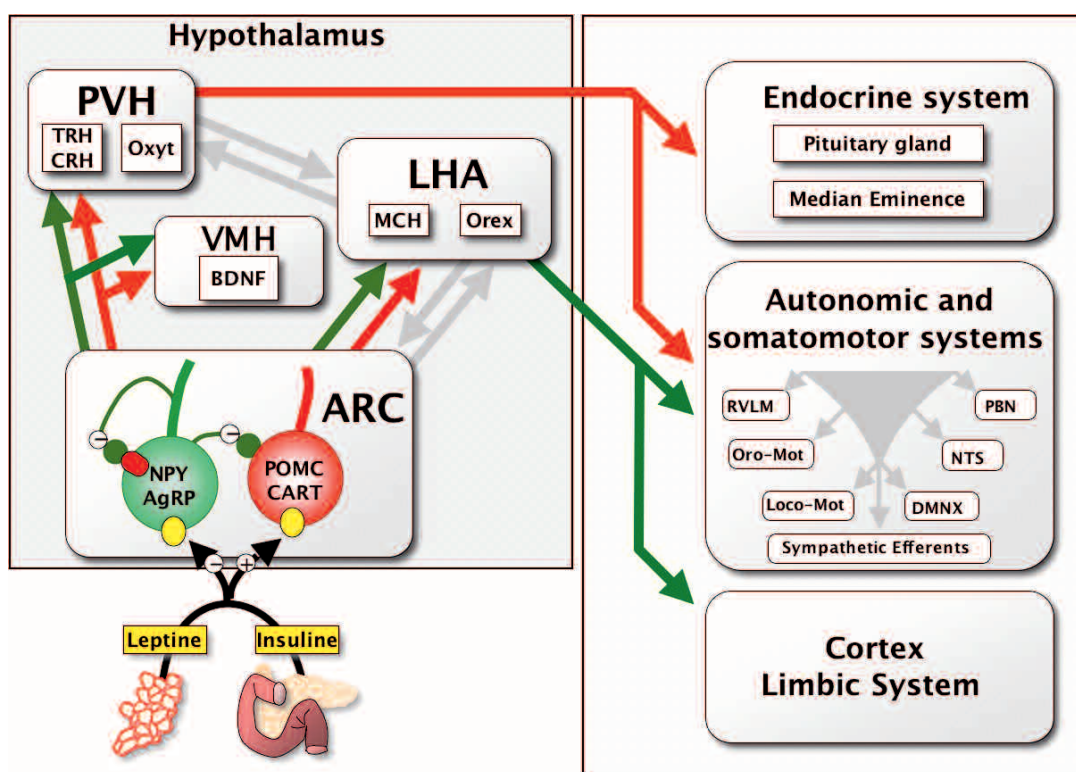 Hypothalamus
PVH
TRH
CRH
Oxyt
LHA
MCH
Orex
VMH
BDNF
ARC
−
−
NPY
AgRP
POMC
CART
−
+
Leptine
Insuline
Endocrine system
Pituitary gland
Median Eminence
Autonomic and
somatomotor systems
RVLM
PBN
Oro-Mot
NTS
Loco-Mot
DMNX
Sympathetic Efferents
Cortex
Limbic System